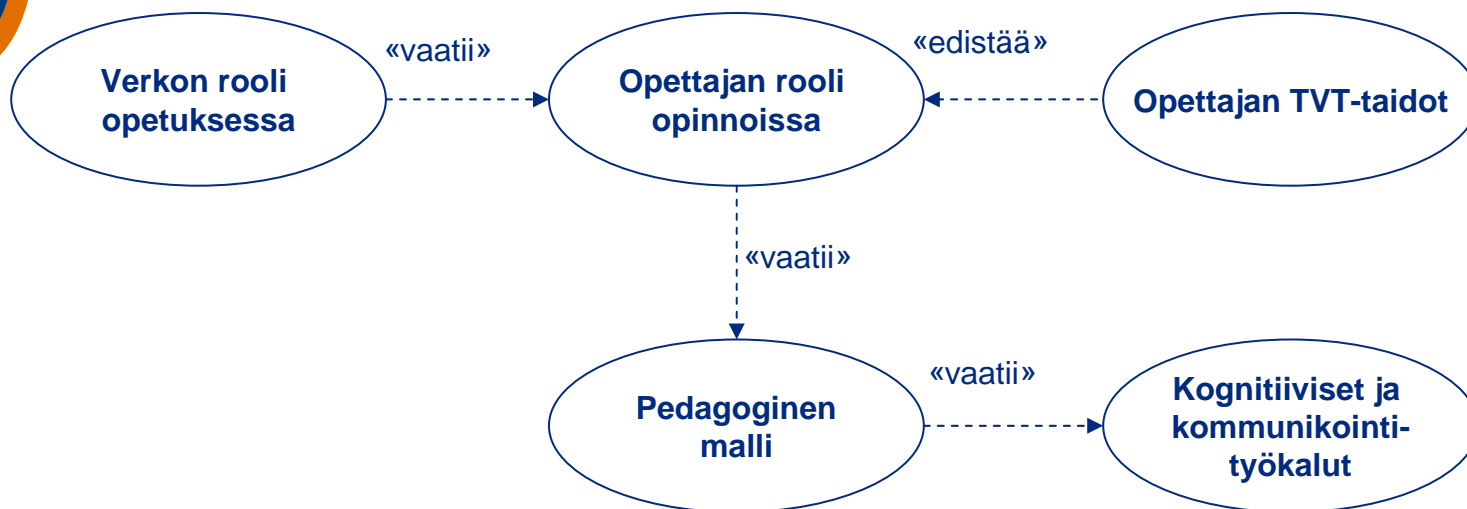 «vaatii»
«edistää»
Verkon rooli
opetuksessa
Opettajan rooli
opinnoissa
Opettajan TVT-taidot
«vaatii»
«vaatii»
Pedagoginen
malli
Kognitiiviset ja
kommunikointi-
työkalut